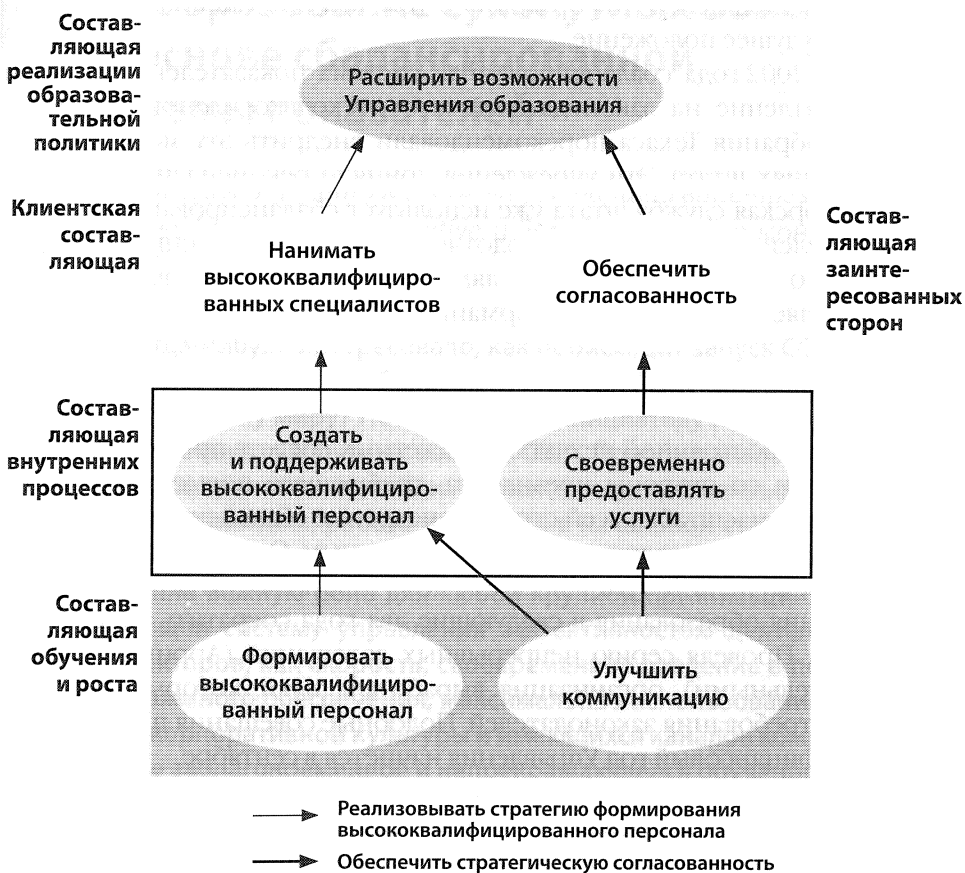 Состав-
ляющая
реализации
образова-
тельной
политики
Расширить возможности
Управления образования
Клиентская
состав-
ляющая
Нанимать
высококвалифициро-
ванных специалистов
Обеспечить
согласованность
Состав-
ляющая
заинте-
ресованных
сторон
Состав-
ляющая
внутренних
процессов
Создать
и поддерживать
высококвалифициро-
ванный персонал
Своевременно
предоставлять
услуги
Состав-
ляющая
обучения
и роста
Формировать
высококвалифициро-
ванный персонал
Улучшить
коммуникацию
Реализовывать стратегию формирования
высококвалифицированного персонала
Обеспечить стратегическую согласованность